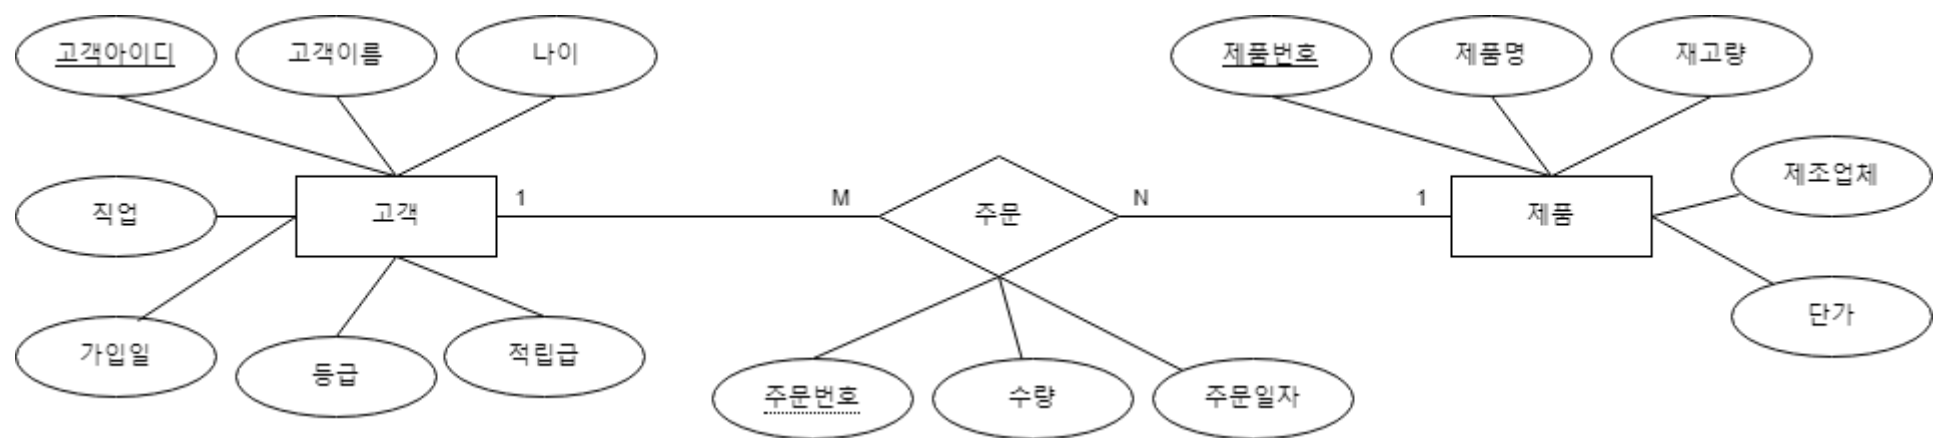 고객아이디
고객이름
나이
제품번호
제품명
재고량
제조업체
직업
고객
1
M
주문
N
1
제품
단가
가입일
등급
적립급
주문번호
수량
주문일자